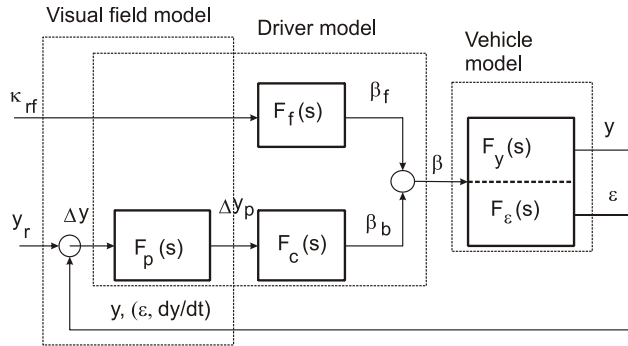 Visual field model
Driver model
Vehicle model
κrf
Ff(s)
βf
yr
Δy
Fp(s)
Δyp
Fc(s)
βb
β
Fy(s)
Fε(s)
y
ε
y, (ε, dy/dt)